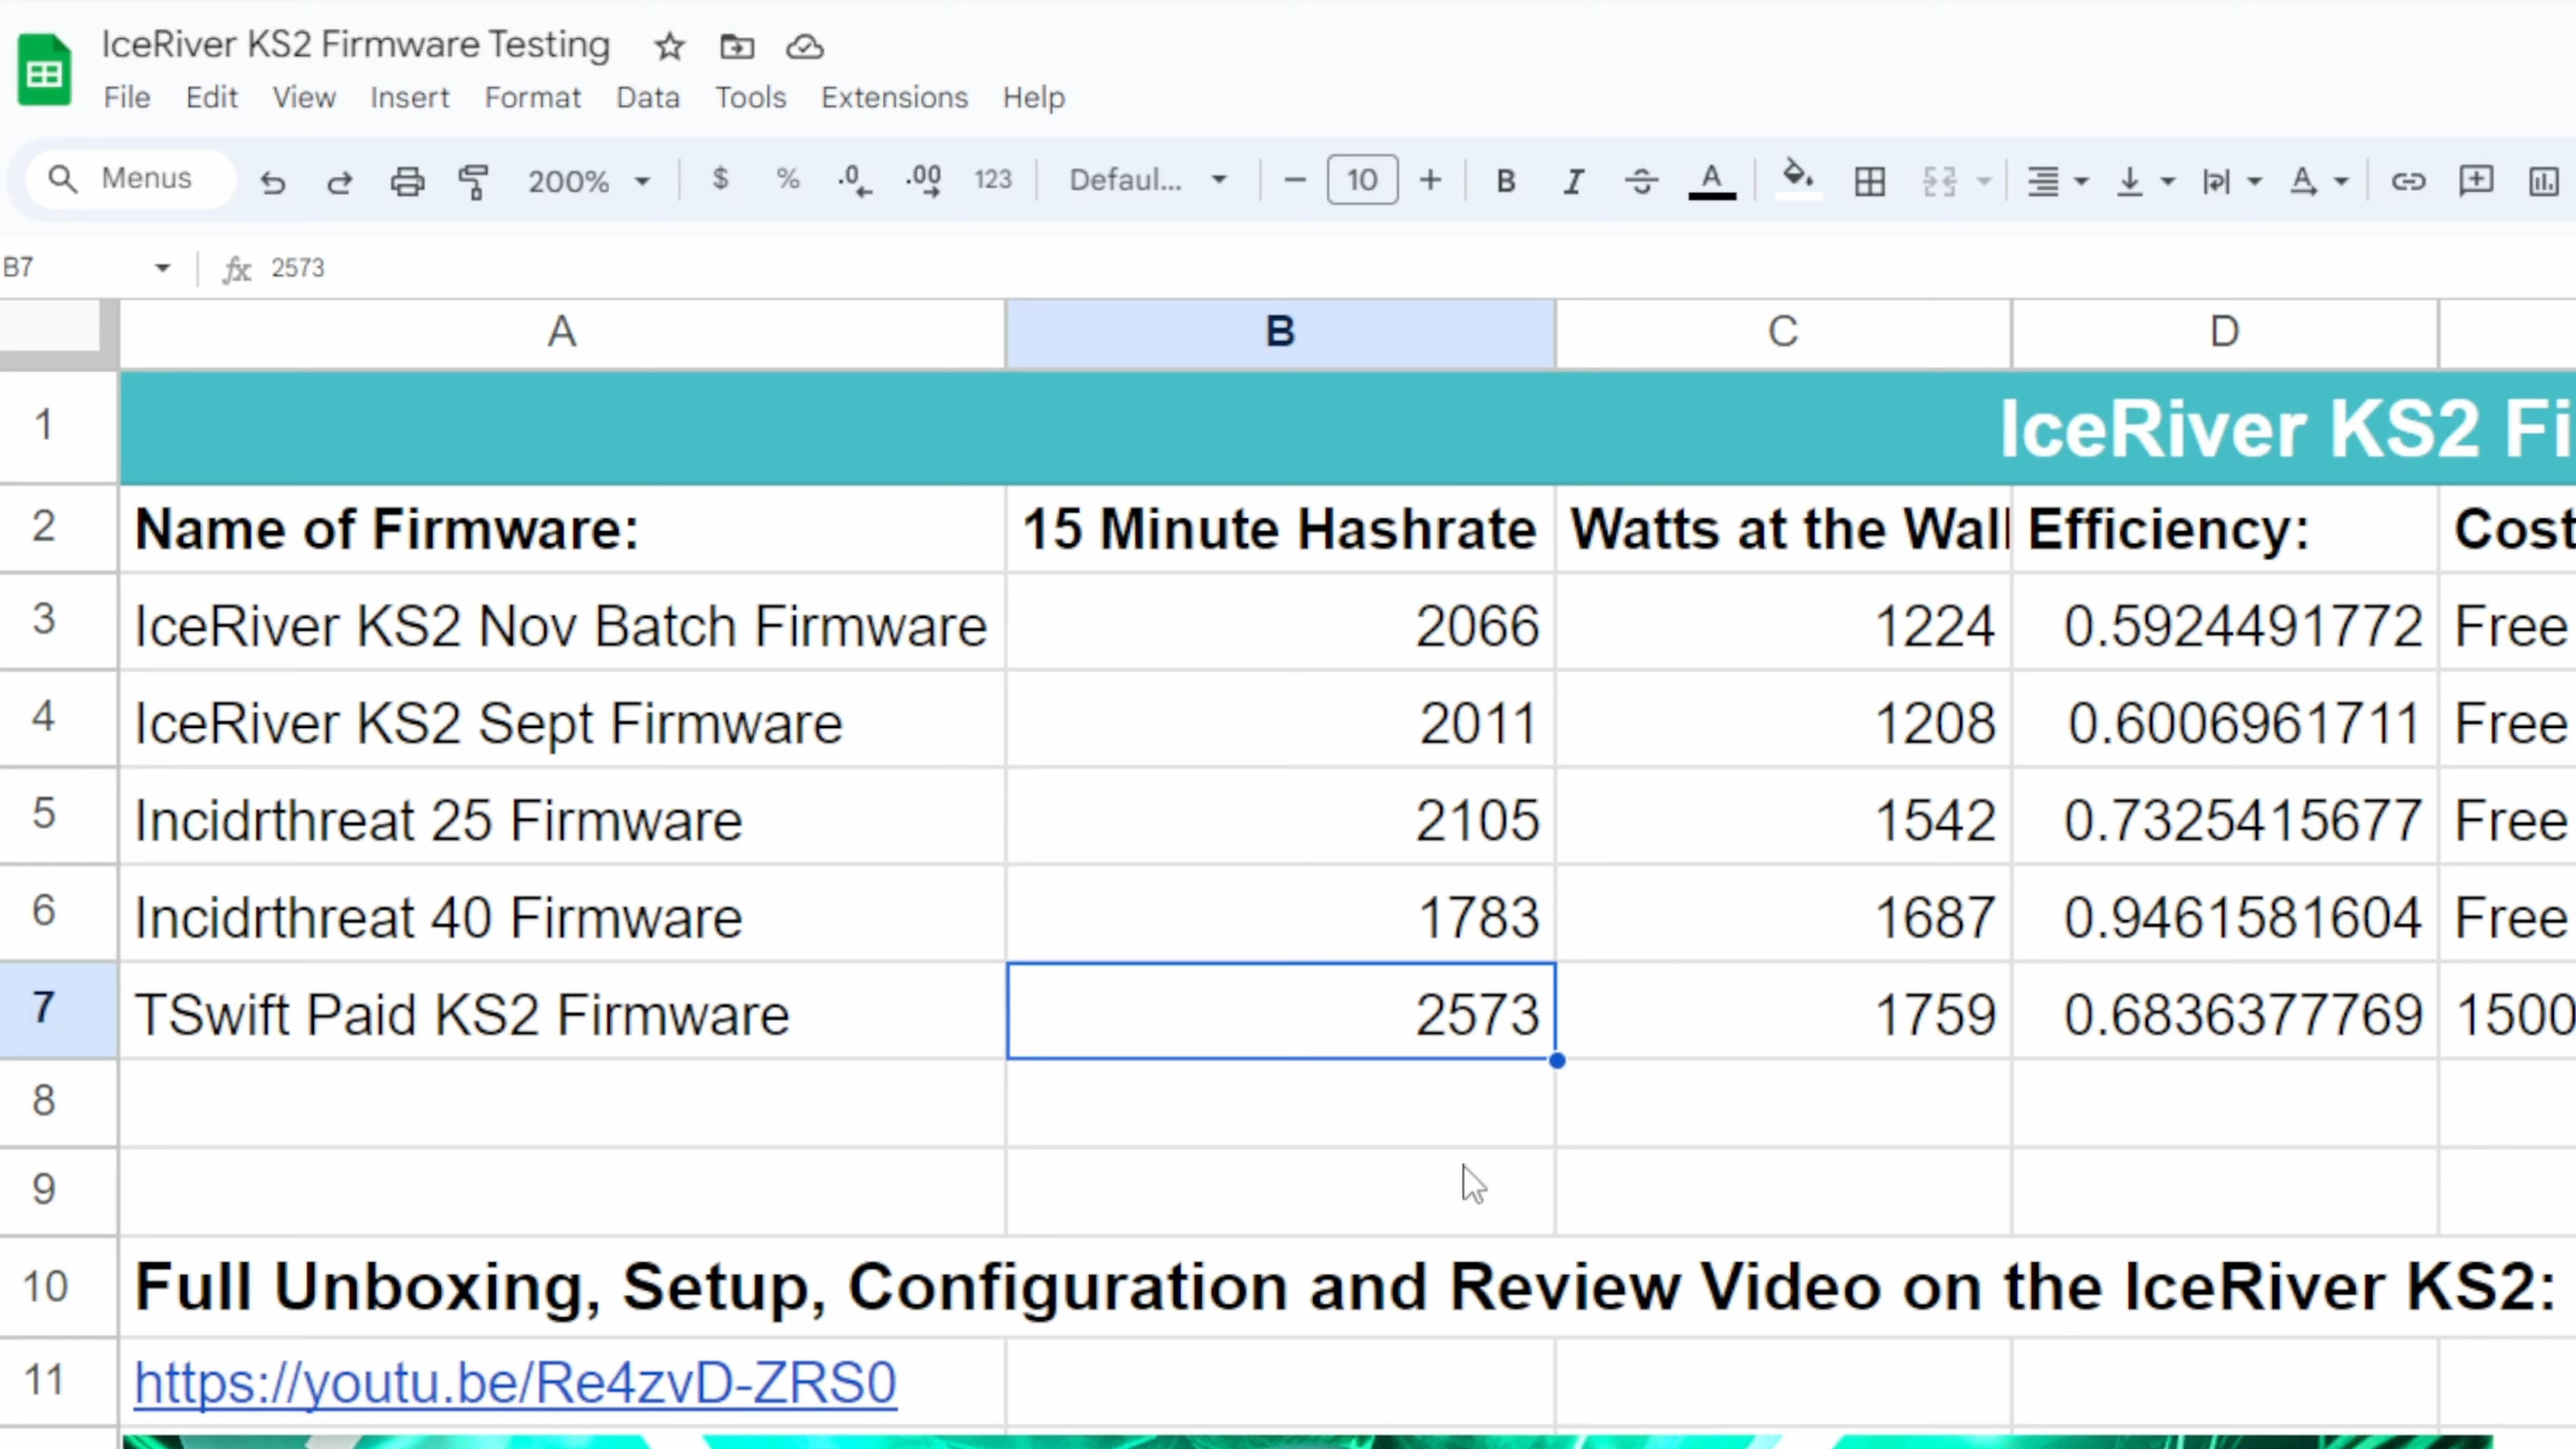 IceRiver KS2 Firmware Testing
File Edit View Insert Format Data Tools Extensions Help
Menus 200% $ % .0 .00 123 Defaul... 10 B I A A
B7 fx 2573
A B C D
1 IceRiver KS2 Fi
2 Name of Firmware: 15 Minute Hashrate Watts at the Wall Efficiency: Cost
3 IceRiver KS2 Nov Batch Firmware 2066 1224 0.5924491772 Free
4 IceRiver KS2 Sept Firmware 2011 1208 0.6006961711 Free
5 Incidrthreat 25 Firmware 2105 1542 0.7325415677 Free
6 Incidrthreat 40 Firmware 1783 1687 0.9461581604 Free
7 TSwift Paid KS2 Firmware 2573 1759 0.6836377769 1500
8
9
10 Full Unboxing, Setup, Configuration and Review Video on the IceRiver KS2:
11 https://youtu.be/Re4zvD-ZRS0